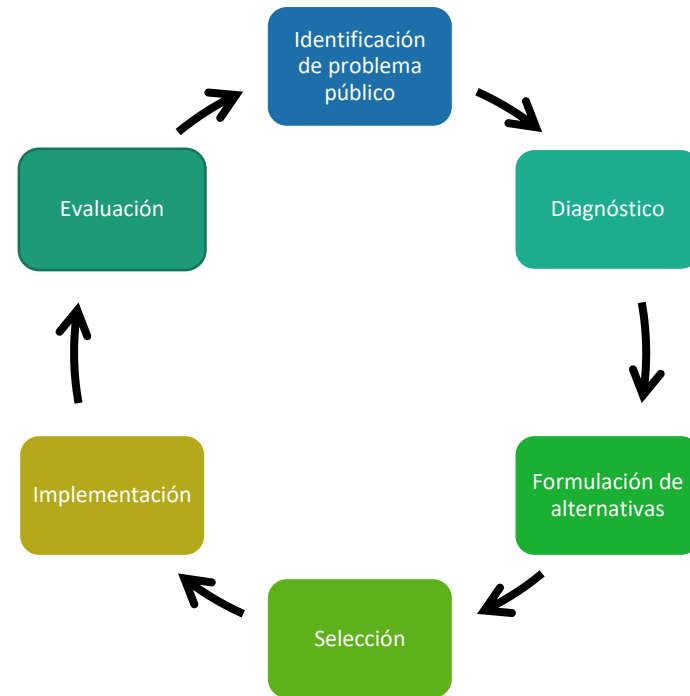 Identificación
de problema
público
Diagnóstico
Formulación de
alternativas
Selección
Implementación
Evaluación